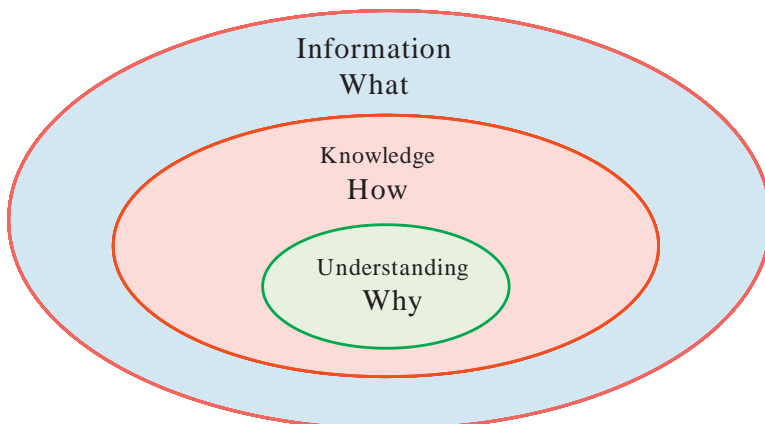 Information
What
Knowledge
How
Understanding
Why